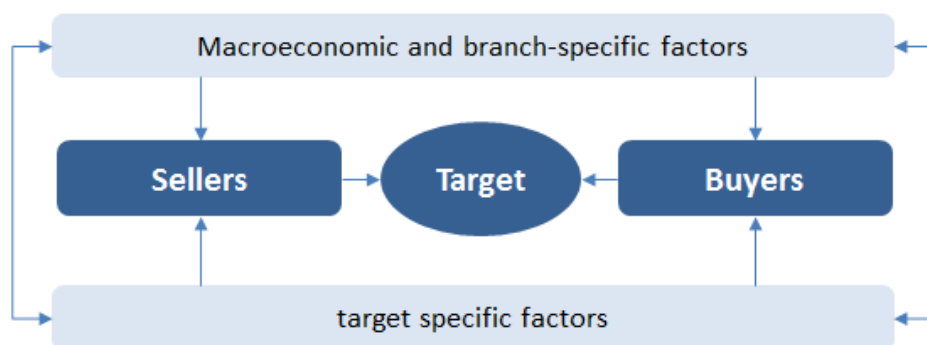 Macroeconomic and branch-specific factors
Sellers
Target
Buyers
target specific factors